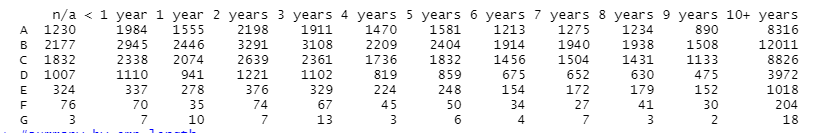 n/a < 1 year 1 year 2 years 3 years 4 years 5 years 6 years 7 years 8 years 9 years 10+ years
A 1230 1984 1555 2198 1911 1470 1581 1213 1275 1234 890 8316
B 2177 2945 2446 3291 3108 2209 2404 1914 1940 1938 1508 12011
C 1832 2338 2074 2639 2361 1736 1832 1456 1504 1431 1133 8826
D 1007 1110 941 1221 1102 819 859 675 652 630 475 3972
E 324 337 278 376 329 224 248 154 172 179 152 1018
F 76 70 35 74 67 45 50 34 27 41 30 204
G 3 7 10 7 13 3 6 4 7 3 2 18